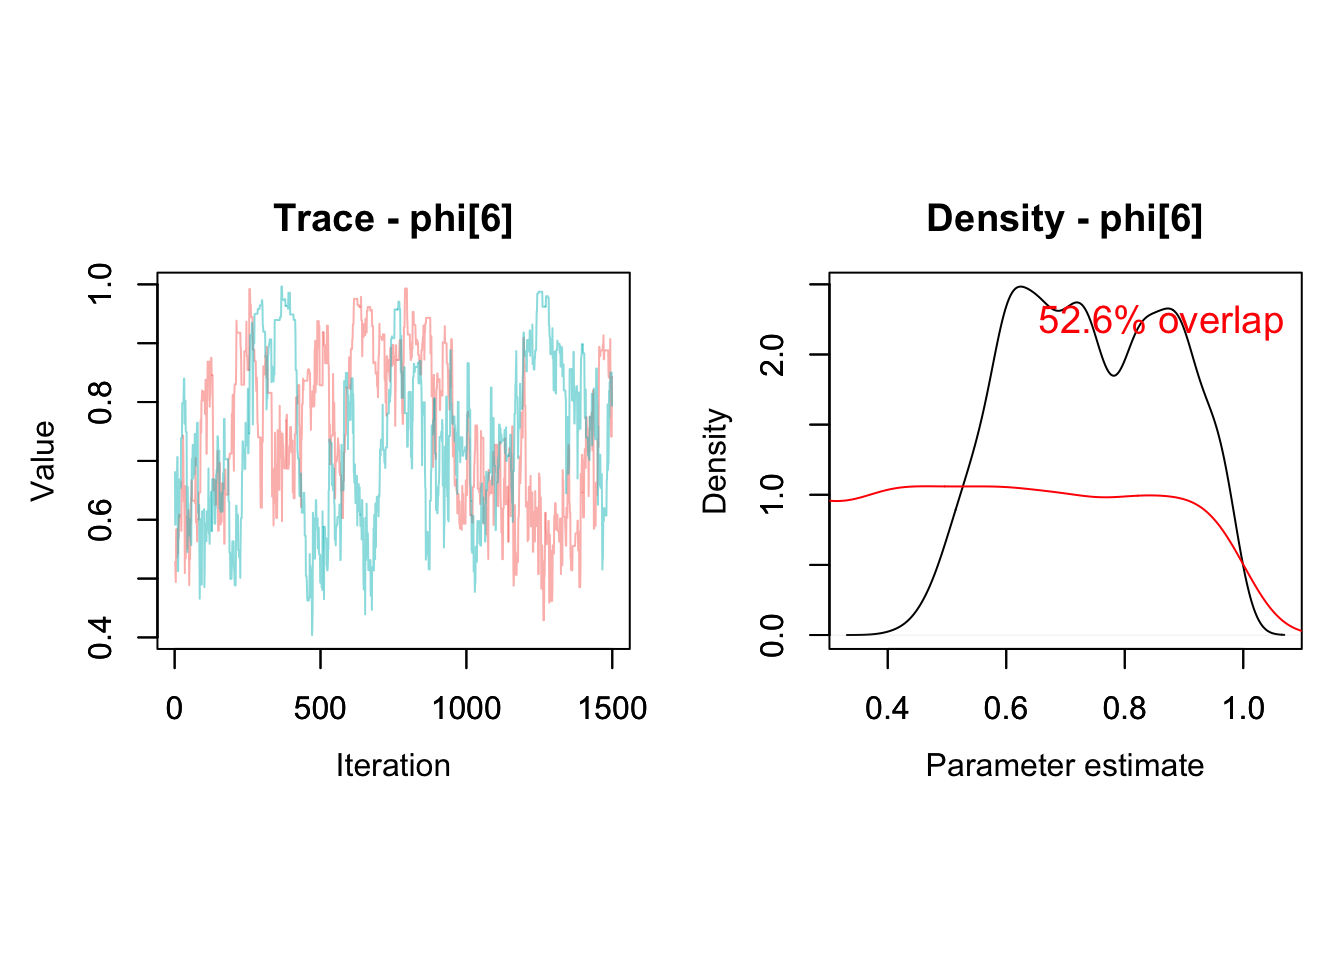 Trace - phi[6]
Value
1.0
0.8
0.6
0.4
0
500
1000
1500
Iteration
Density - phi[6]
52.6% overlap
Density
2.0
1.0
0.0
0.4
0.6
0.8
1.0
Parameter estimate